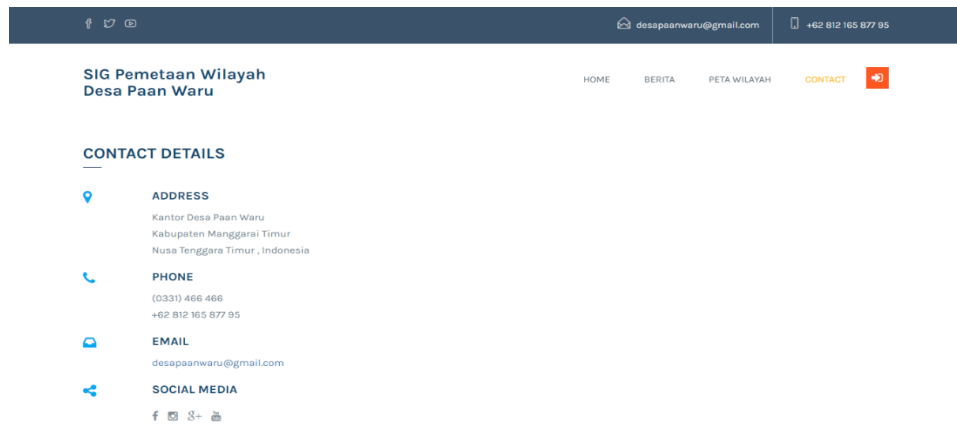 desapaanwaru@gmail.com
+62 812 165 877 95
SIG Pemetaan Wilayah
Desa Paan Waru
HOME
BERITA
PETA WILAYAH
CONTACT
CONTACT DETAILS
ADDRESS
Kantor Desa Paan Waru
Kabupaten Manggarai Timur
Nusa Tenggara Timur , Indonesia
PHONE
(0331) 466 466
+62 812 165 877 95
EMAIL
desapaanwaru@gmail.com
SOCIAL MEDIA